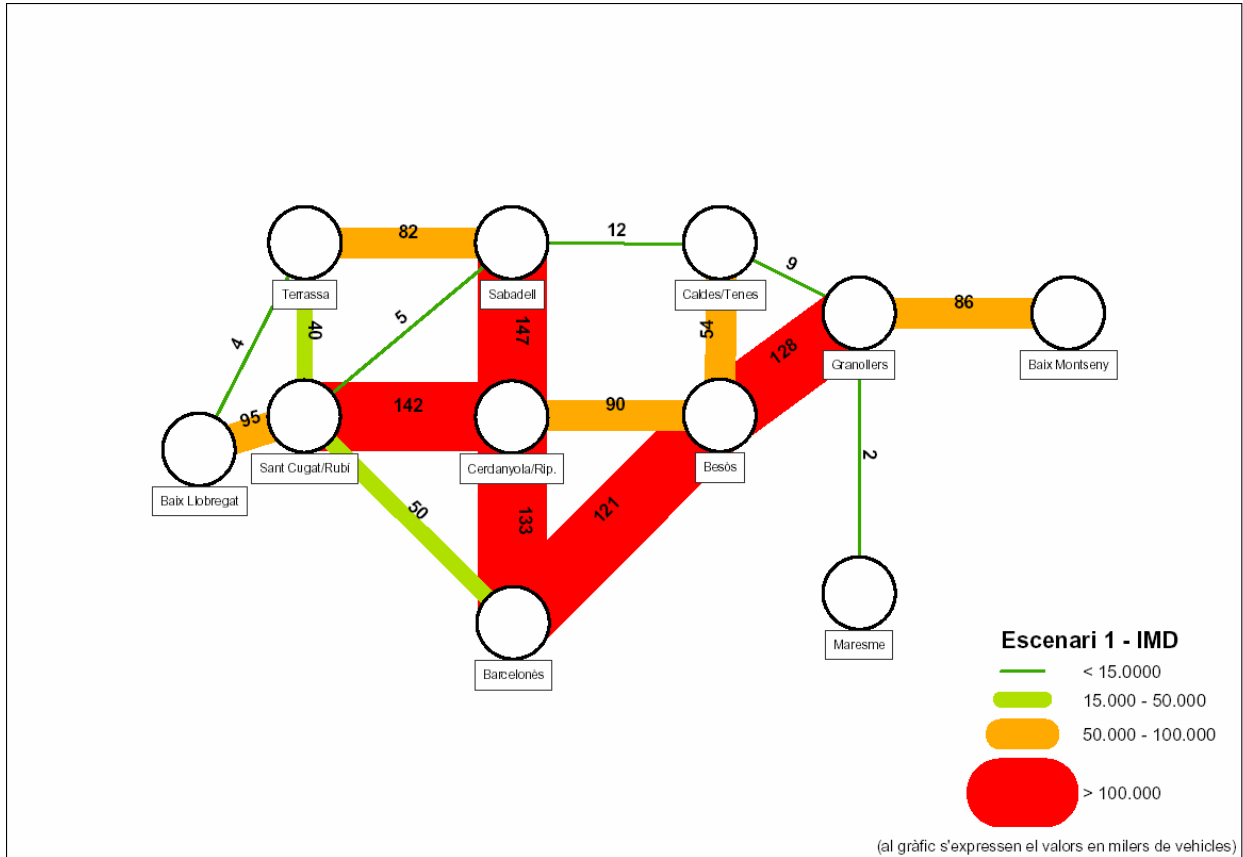 82
12
9
Terrassa
Sabadell
Caldes/Tenes
86
4
40
5
147
54
128
Granollers
Baix Montseny
95
142
90
Sant Cugat/Rubí
Cerdanyola/Rip.
Besòs
2
Baix Llobregat
50
133
121
Maresme
Barcelonès
Escenari 1 - IMD
< 15.0000
15.000 - 50.000
50.000 - 100.000
> 100.000
(al gràfic s'expressen el valors en milers de vehicles)